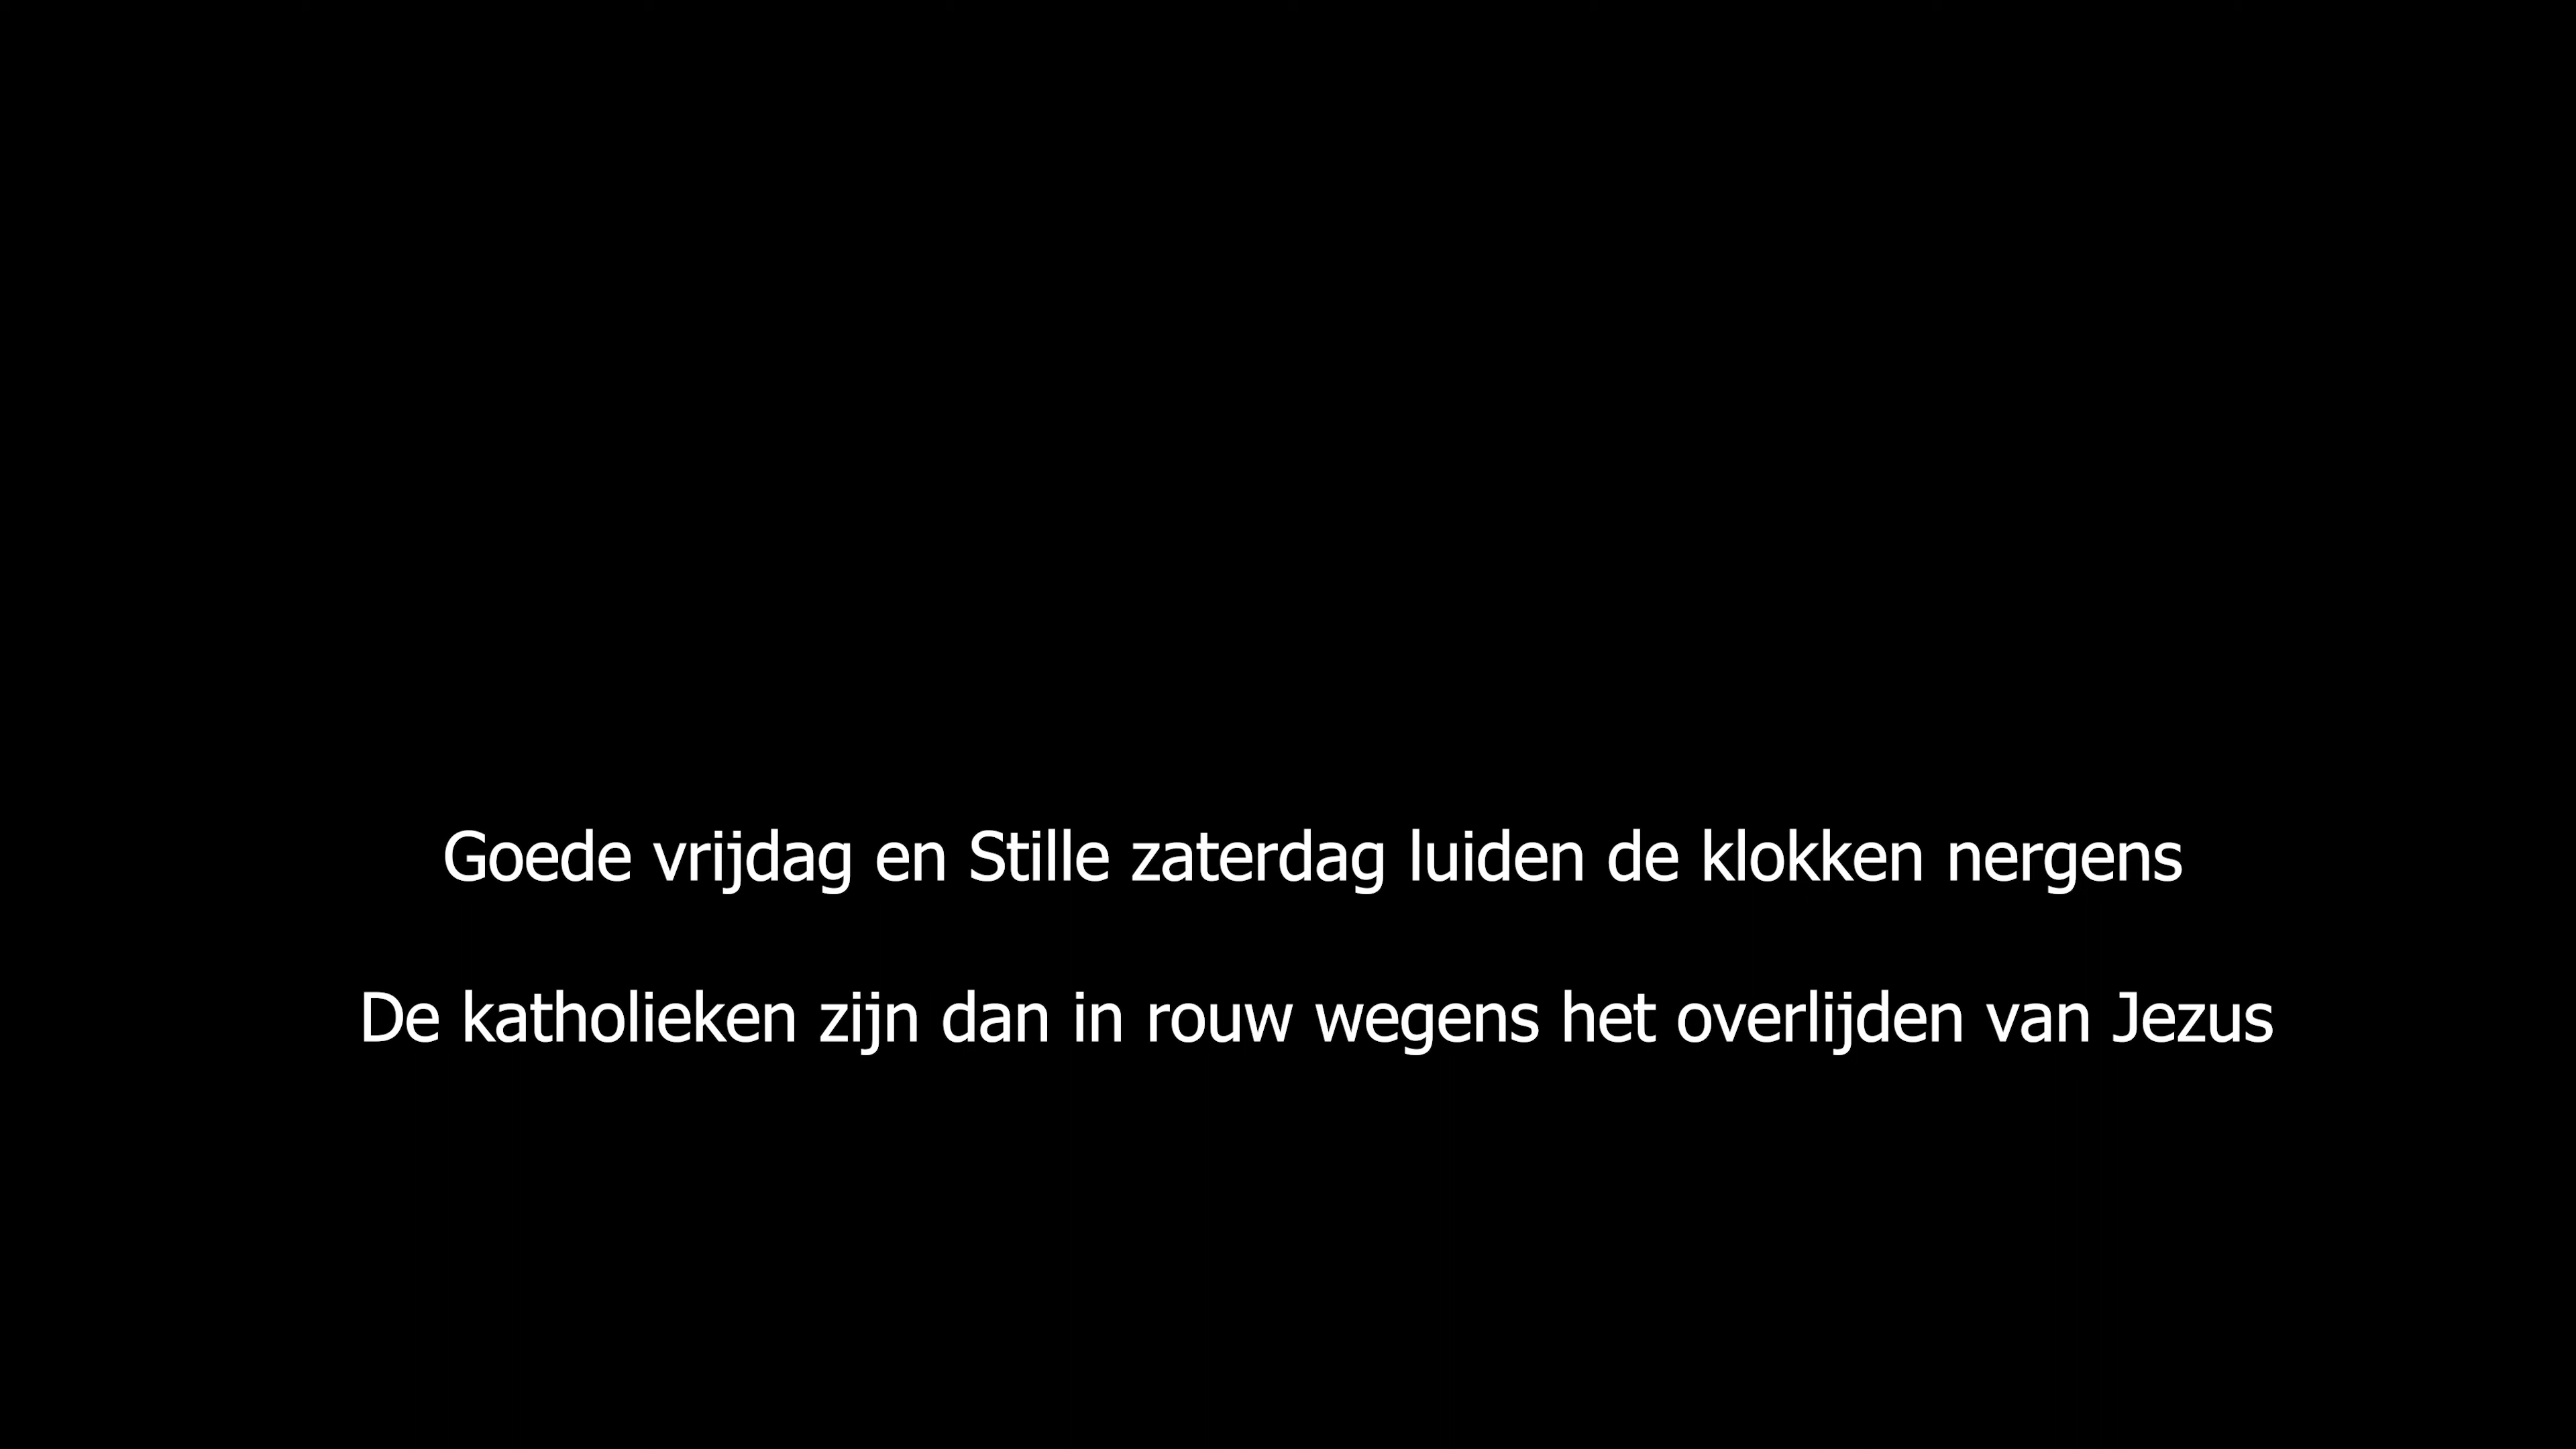 Goede vrijdag en Stille zaterdag luiden de klokken nergens
De katholieken zijn dan in rouw wegens het overlijden van Jezus